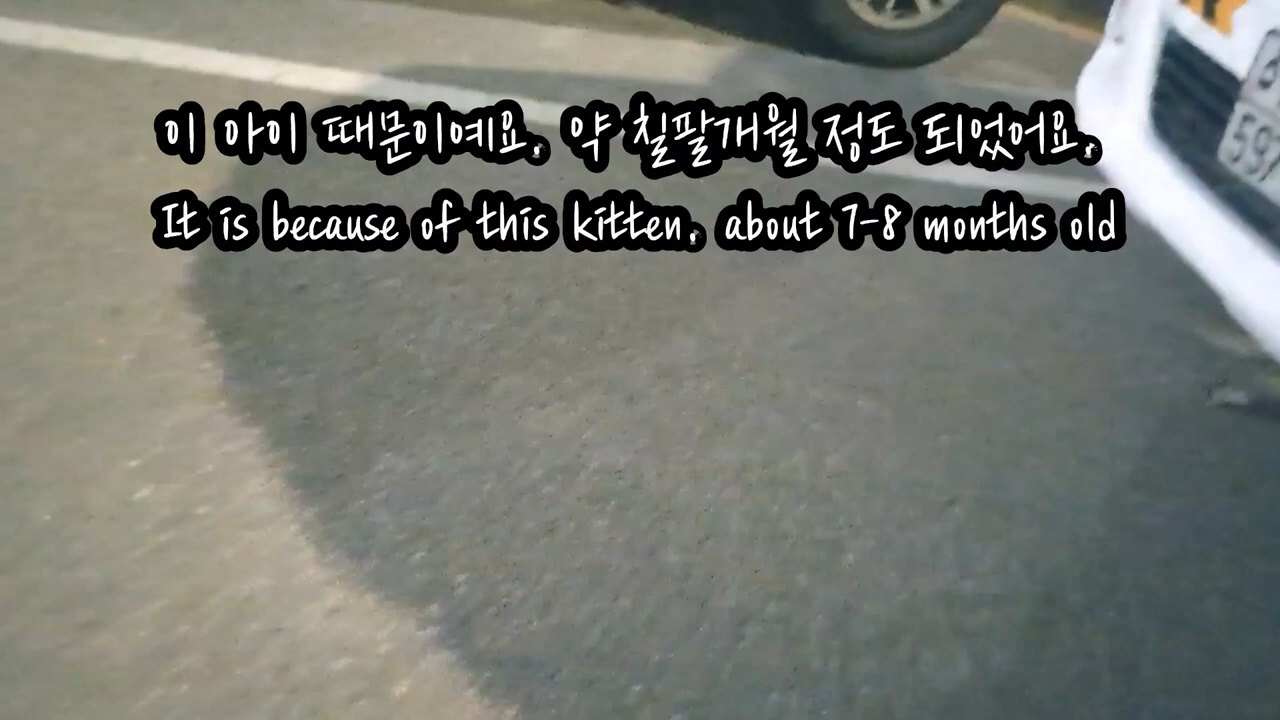 이 아이 때문이예요. 약 칠팔개월 정도 되었어요.
It is because of this kitten. about 7-8 months old